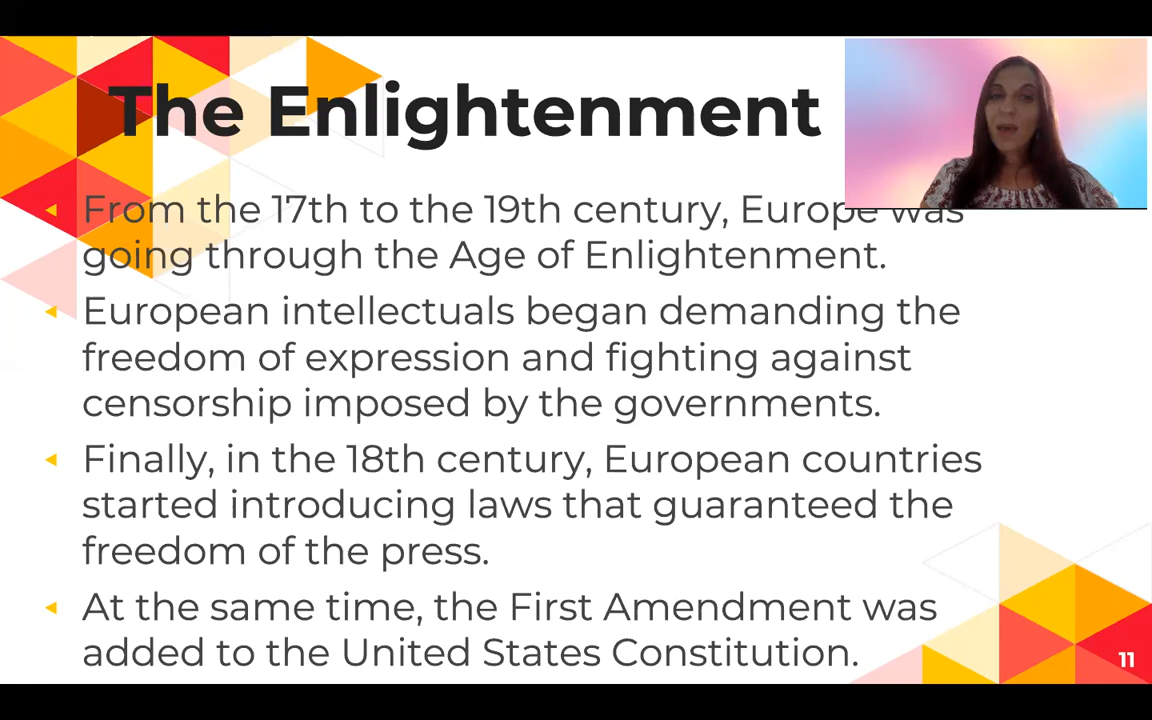 The Enlightenment
From the 17th to the 19th century, Europe was
going through the Age of Enlightenment.
European intellectuals began demanding the
freedom of expression and fighting against
censorship imposed by the governments.
Finally, in the 18th century, European countries
started introducing laws that guaranteed the
freedom of the press.
At the same time, the First Amendment was
added to the United States Constitution.
11